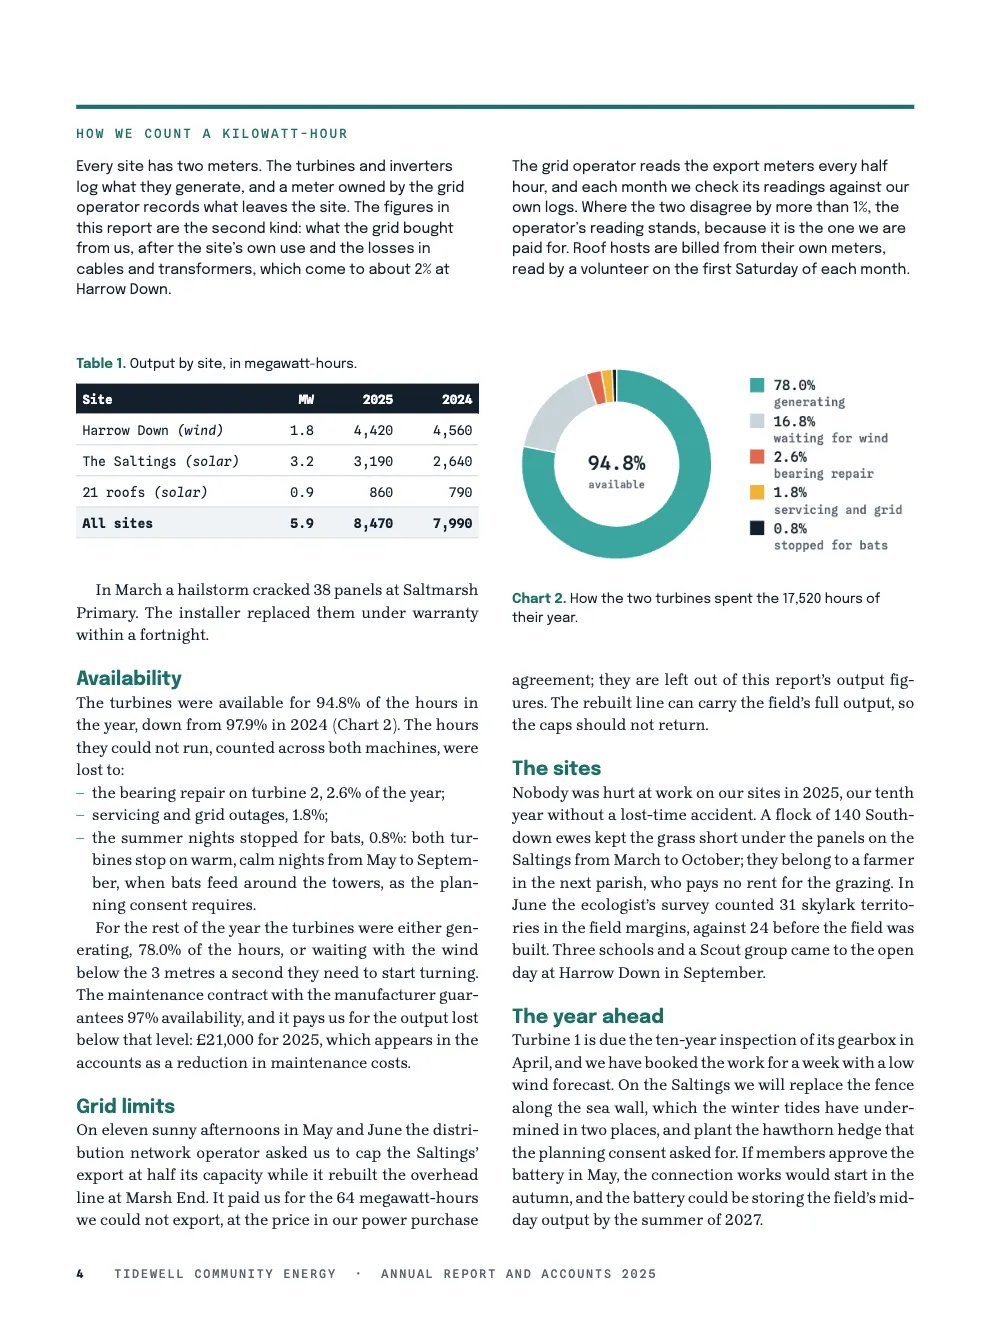 HOW WE COUNT A KILOWATT-HOUR
Every site has two meters. The turbines and inverters
log what they generate, and a meter owned by the grid
operator records what leaves the site. The figures in
this report are the second kind: what the grid bought
from us, after the site's own use and the losses in
cables and transformers, which come to about 2% at
Harrow Down.
The grid operator reads the export meters every half
hour, and each month we check its readings against our
own logs. Where the two disagree by more than 1%, the
operator's reading stands, because it is the one we are
paid for. Roof hosts are billed from their own meters,
read by a volunteer on the first Saturday of each month.
Table 1. Output by site, in megawatt-hours.
Site MW 2025 2024
Harrow Down (wind) 1.8 4,420 4,560
The Saltings (solar) 3.2 3,190 2,640
21 roofs (solar) 0.9 860 790
All sites 5.9 8,470 7,990
In March a hailstorm cracked 38 panels at Saltmarsh
Primary. The installer replaced them under warranty
within a fortnight.
Availability
The turbines were available for 94.8% of the hours in
the year, down from 97.9% in 2024 (Chart 2). The hours
they could not run, counted across both machines, were
lost to:
– the bearing repair on turbine 2, 2.6% of the year;
– servicing and grid outages, 1.8%;
– the summer nights stopped for bats, 0.8%: both tur-
bines stop on warm, calm nights from May to Septem-
ber, when bats feed around the towers, as the plan-
ning consent requires.
For the rest of the year the turbines were either gen-
erating, 78.0% of the hours, or waiting with the wind
below the 3 metres a second they need to start turning.
The maintenance contract with the manufacturer guar-
antees 97% availability, and it pays us for the output lost
below that level: £21,000 for 2025, which appears in the
accounts as a reduction in maintenance costs.
Grid limits
On eleven sunny afternoons in May and June the distri-
bution network operator asked us to cap the Saltings'
export at half its capacity while it rebuilt the overhead
line at Marsh End. It paid us for the 64 megawatt-hours
we could not export, at the price in our power purchase
94.8%
available
78.0%
generating
16.8%
waiting for wind
2.6%
bearing repair
1.8%
servicing and grid
0.8%
stopped for bats
Chart 2. How the two turbines spent the 17,520 hours of
their year.
agreement; they are left out of this report's output fig-
ures. The rebuilt line can carry the field's full output, so
the caps should not return.
The sites
Nobody was hurt at work on our sites in 2025, our tenth
year without a lost-time accident. A flock of 140 South-
down ewes kept the grass short under the panels on the
Saltings from March to October; they belong to a farmer
in the next parish, who pays no rent for the grazing. In
June the ecologist's survey counted 31 skylark territo-
ries in the field margins, against 24 before the field was
built. Three schools and a Scout group came to the open
day at Harrow Down in September.
The year ahead
Turbine 1 is due the ten-year inspection of its gearbox in
April, and we have booked the work for a week with a low
wind forecast. On the Saltings we will replace the fence
along the sea wall, which the winter tides have under-
mined in two places, and plant the hawthorn hedge that
the planning consent asked for. If members approve the
battery in May, the connection works would start in the
autumn, and the battery could be storing the field's mid-
day output by the summer of 2027.
4 TIDEWELL COMMUNITY ENERGY · ANNUAL REPORT AND ACCOUNTS 2025